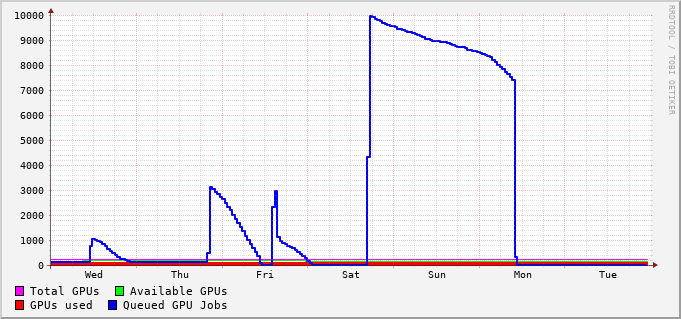 10000
9000
8000
7000
6000
5000
4000
3000
2000
1000
0
Wed Thu Fri Sat Sun Mon Tue
Total GPUs Available GPUs
GPUs used Queued GPU Jobs
RRDTOOL / TOBI OETIKER